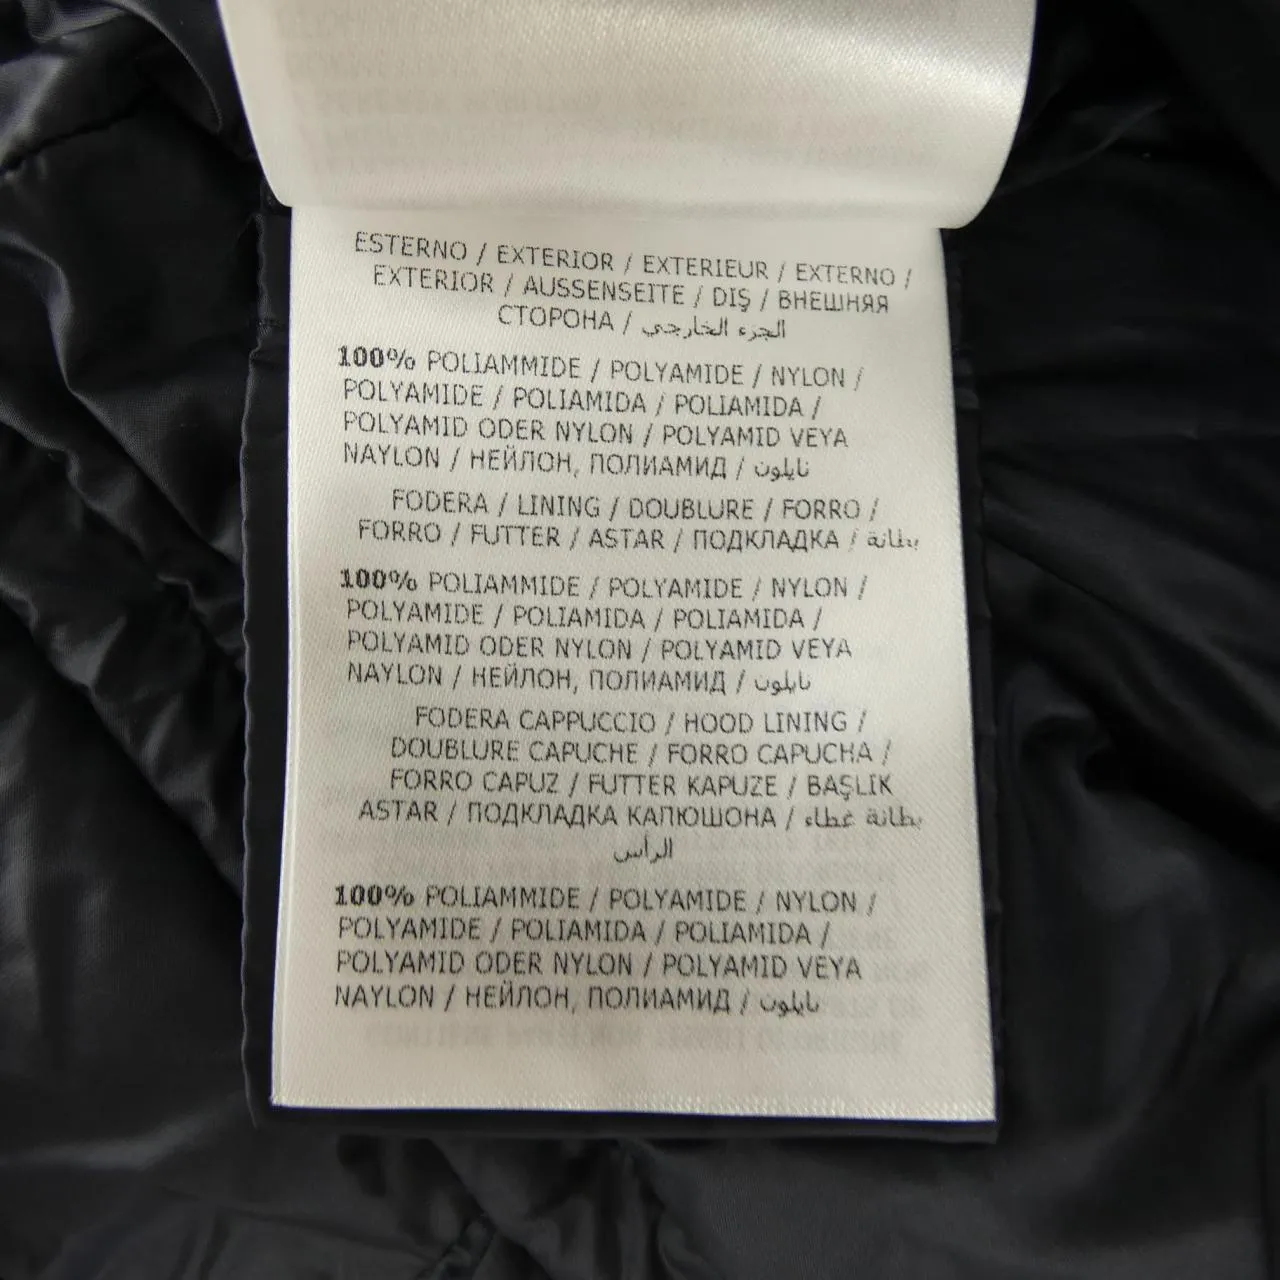 ESTERNO / EXTERIOR / EXTERIEUR / EXTERNO /
EXTERIOR / AUSSENSEITE / DIŞ / ВНЕШНЯЯ
СТОРОНА / الجزء الخارجي
100% POLIAMMIDE / POLYAMIDE / NYLON /
POLYAMIDE / POLIAMIDA / POLIAMIDA /
POLYAMID ODER NYLON / POLYAMID VEYA
NAYLON / НЕЙЛОН, ПОЛИАМИД / نايلون
FODERA / LINING / DOUBLURE / FORRO /
FORRO / FUTTER / ASTAR / ПОДКЛАДКА / بطانة
100% POLIAMMIDE / POLYAMIDE / NYLON /
POLYAMIDE / POLIAMIDA / POLIAMIDA /
POLYAMID ODER NYLON / POLYAMID VEYA
NAYLON / НЕЙЛОН, ПОЛИАМИД / نايلون
FODERA CAPPUCCIO / HOOD LINING /
DOUBLURE CAPUCHE / FORRO CAPUCHA /
FORRO CAPUZ / FUTTER KAPUZE / BAŞLIK
ASTAR / ПОДКЛАДКА КАПЮШОНА / بطانة غطاء
الرأس
100% POLIAMMIDE / POLYAMIDE / NYLON /
POLYAMIDE / POLIAMIDA / POLIAMIDA /
POLYAMID ODER NYLON / POLYAMID VEYA
NAYLON / НЕЙЛОН, ПОЛИАМИД / نايلون